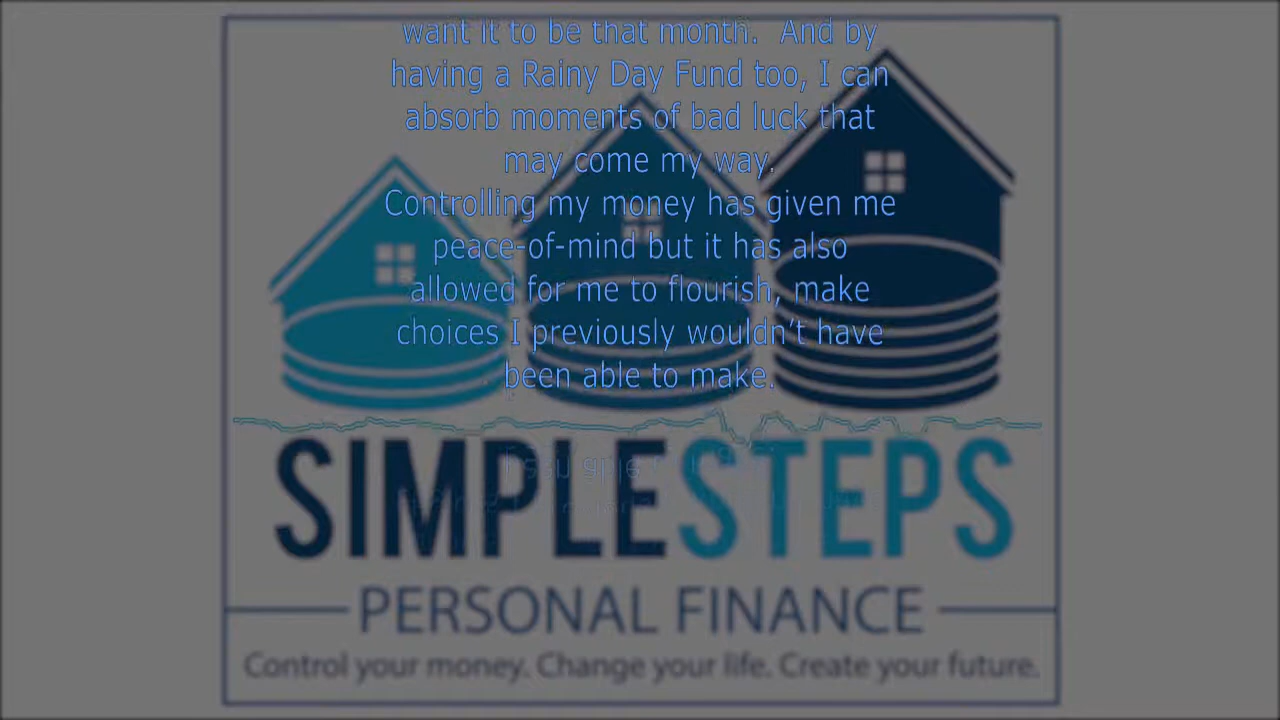 want it to be that month. And by
having a Rainy Day Fund too, I can
absorb moments of bad luck that
may come my way.
Controlling my money has given me
peace-of-mind but it has also
allowed for me to flourish, make
choices I previously wouldn’t have
been able to make.
SIMPLESTEPS
PERSONAL FINANCE
Control your money. Change your life. Create your future.